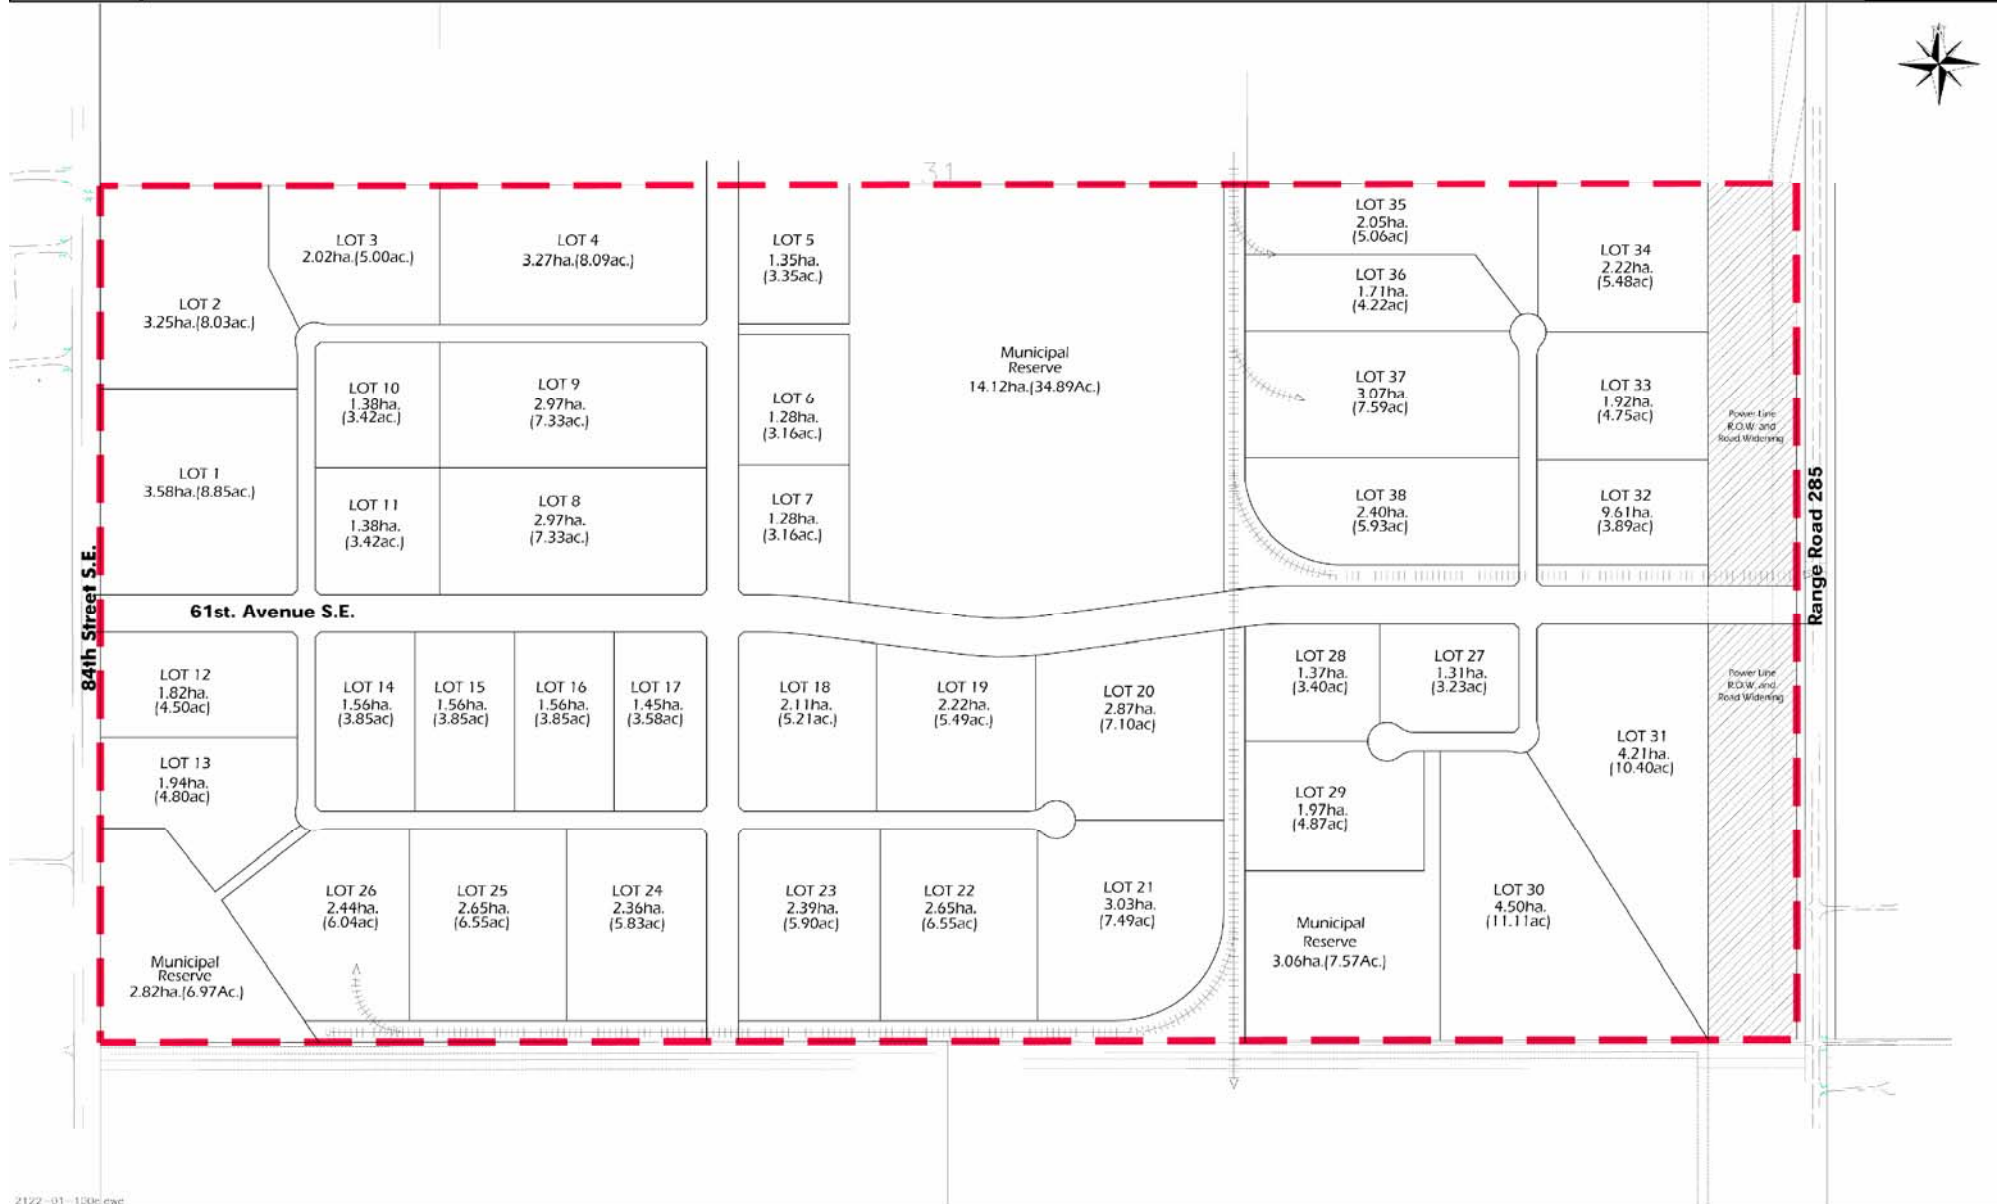 31
LOT 2
3.25ha.(8.03ac.)
LOT 3
2.02ha.(5.00ac.)
LOT 4
3.27ha.(8.09ac.)
LOT 5
1.35ha.
(3.35ac.)
Municipal
Reserve
14.12ha.(34.89Ac.)
LOT 35
2.05ha.
(5.06ac)
LOT 36
1.71ha.
(4.22ac)
LOT 34
2.22ha.
(5.48ac)
LOT 1
3.58ha.(8.85ac.)
LOT 10
1.38ha.
(3.42ac.)
LOT 9
2.97ha.
(7.33ac.)
LOT 6
1.28ha.
(3.16ac.)
LOT 37
3.07ha.
(7.59ac)
LOT 33
1.92ha.
(4.75ac)
Power Line
R.O.W. and
Road Widening
LOT 11
1.38ha.
(3.42ac.)
LOT 8
2.97ha.
(7.33ac.)
LOT 7
1.28ha.
(3.16ac.)
LOT 38
2.40ha.
(5.93ac)
LOT 32
9.61ha.
(3.89ac)
Range Road 285
84th Street S.E.
61st. Avenue S.E.
LOT 12
1.82ha.
(4.50ac)
LOT 13
1.94ha.
(4.80ac)
LOT 14
1.56ha.
(3.85ac)
LOT 15
1.56ha.
(3.85ac)
LOT 16
1.56ha.
(3.85ac)
LOT 17
1.45ha.
(3.58ac)
LOT 18
2.11ha.
(5.21ac.)
LOT 19
2.22ha.
(5.49ac.)
LOT 20
2.87ha.
(7.10ac)
LOT 28
1.37ha.
(3.40ac)
LOT 27
1.31ha.
(3.23ac)
Power Line
R.O.W. and
Road Widening
LOT 31
4.21ha.
(10.40ac)
LOT 29
1.97ha.
(4.87ac)
LOT 26
2.44ha.
(6.04ac)
LOT 25
2.65ha.
(6.55ac)
LOT 24
2.36ha.
(5.83ac)
LOT 23
2.39ha.
(5.90ac)
LOT 22
2.65ha.
(6.55ac)
LOT 21
3.03ha.
(7.49ac)
LOT 30
4.50ha.
(11.11ac)
Municipal
Reserve
3.06ha.(7.57Ac.)
Municipal
Reserve
2.82ha.(6.97Ac.)